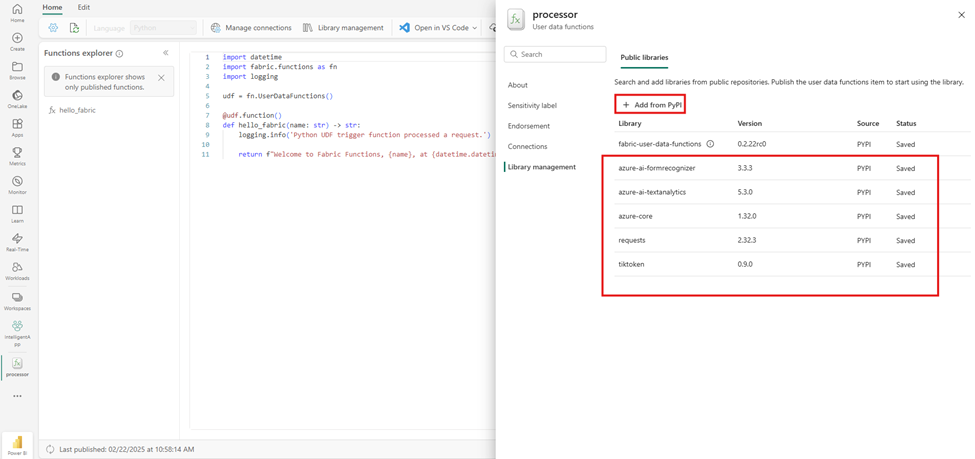 Home
Create
Browse
OneLake
Apps
Metrics
Monitor
Learn
Real-Time
Workloads
Workspaces
IntelligentA
pp
processor
Power BI
Home Edit
Language Python
Manage connections
Library management
Open in VS Code
Functions explorer
Functions explorer shows
only published functions.
hello_fabric
1 import datetime
2 import fabric.functions as fn
3 import logging
4
5 udf = fn.UserDataFunctions()
6
7 @udf.function()
8 def hello_fabric(name: str) -> str:
9 logging.info('Python UDF trigger function processed a request.')
10
11 return f"Welcome to Fabric Functions, {name}, at {datetime.datetim
Last published: 02/22/2025 at 10:58:14 AM
processor
User data functions
Search
About
Sensitivity label
Endorsement
Connections
Library management
Public libraries
Search and add libraries from public repositories. Publish the user data functions item to start using the library.
+ Add from PyPI
Library Version Source Status
fabric-user-data-functions 0.2.22rc0 PYPI Saved
azure-ai-formrecognizer 3.3.3 PYPI Saved
azure-ai-textanalytics 5.3.0 PYPI Saved
azure-core 1.32.0 PYPI Saved
requests 2.32.3 PYPI Saved
tiktoken 0.9.0 PYPI Saved